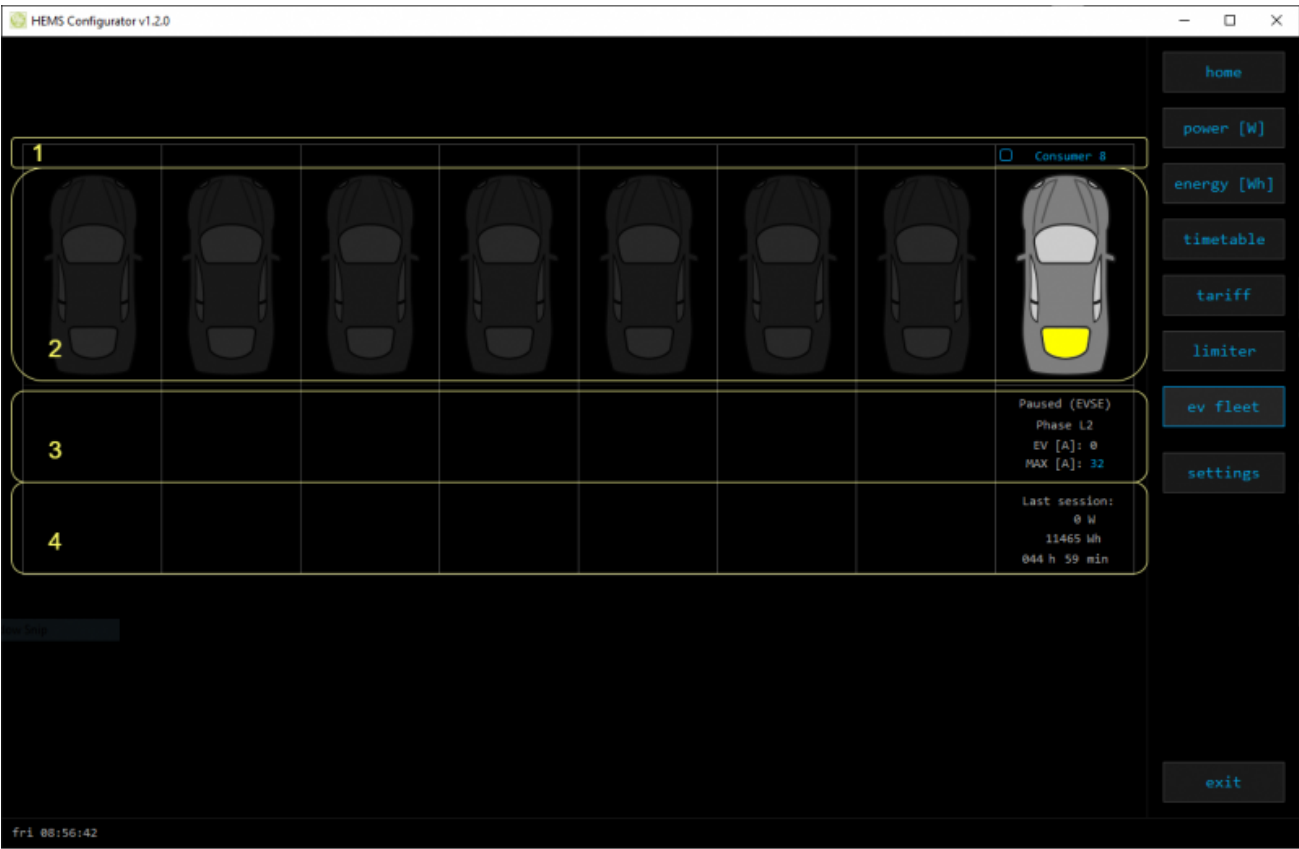 HEMS Configurator v1.2.0
home
power [W]
energy [Wh]
timetable
tariff
limiter
ev fleet
settings
exit
1
Consumer 8
2
3
Paused (EVSE)
Phase L2
EV [A]: 0
MAX [A]: 32
4
Last session:
0 W
11465 Wh
044 h 59 min
Snip
fri 08:56:42